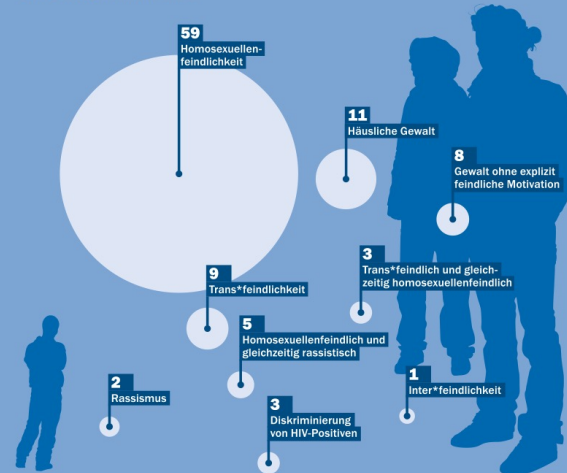 59
Homosexuellen-
feindlichkeit
11
Häusliche Gewalt
8
Gewalt ohne explizit
feindliche Motivation
3
Trans*feindlich und gleich-
zeitig homosexuellenfeindlich
9
Trans*feindlichkeit
5
Homosexuellenfeindlich und
gleichzeitig rassistisch
1
Inter*feindlichkeit
2
Rassismus
3
Diskriminierung
von HIV-Positiven